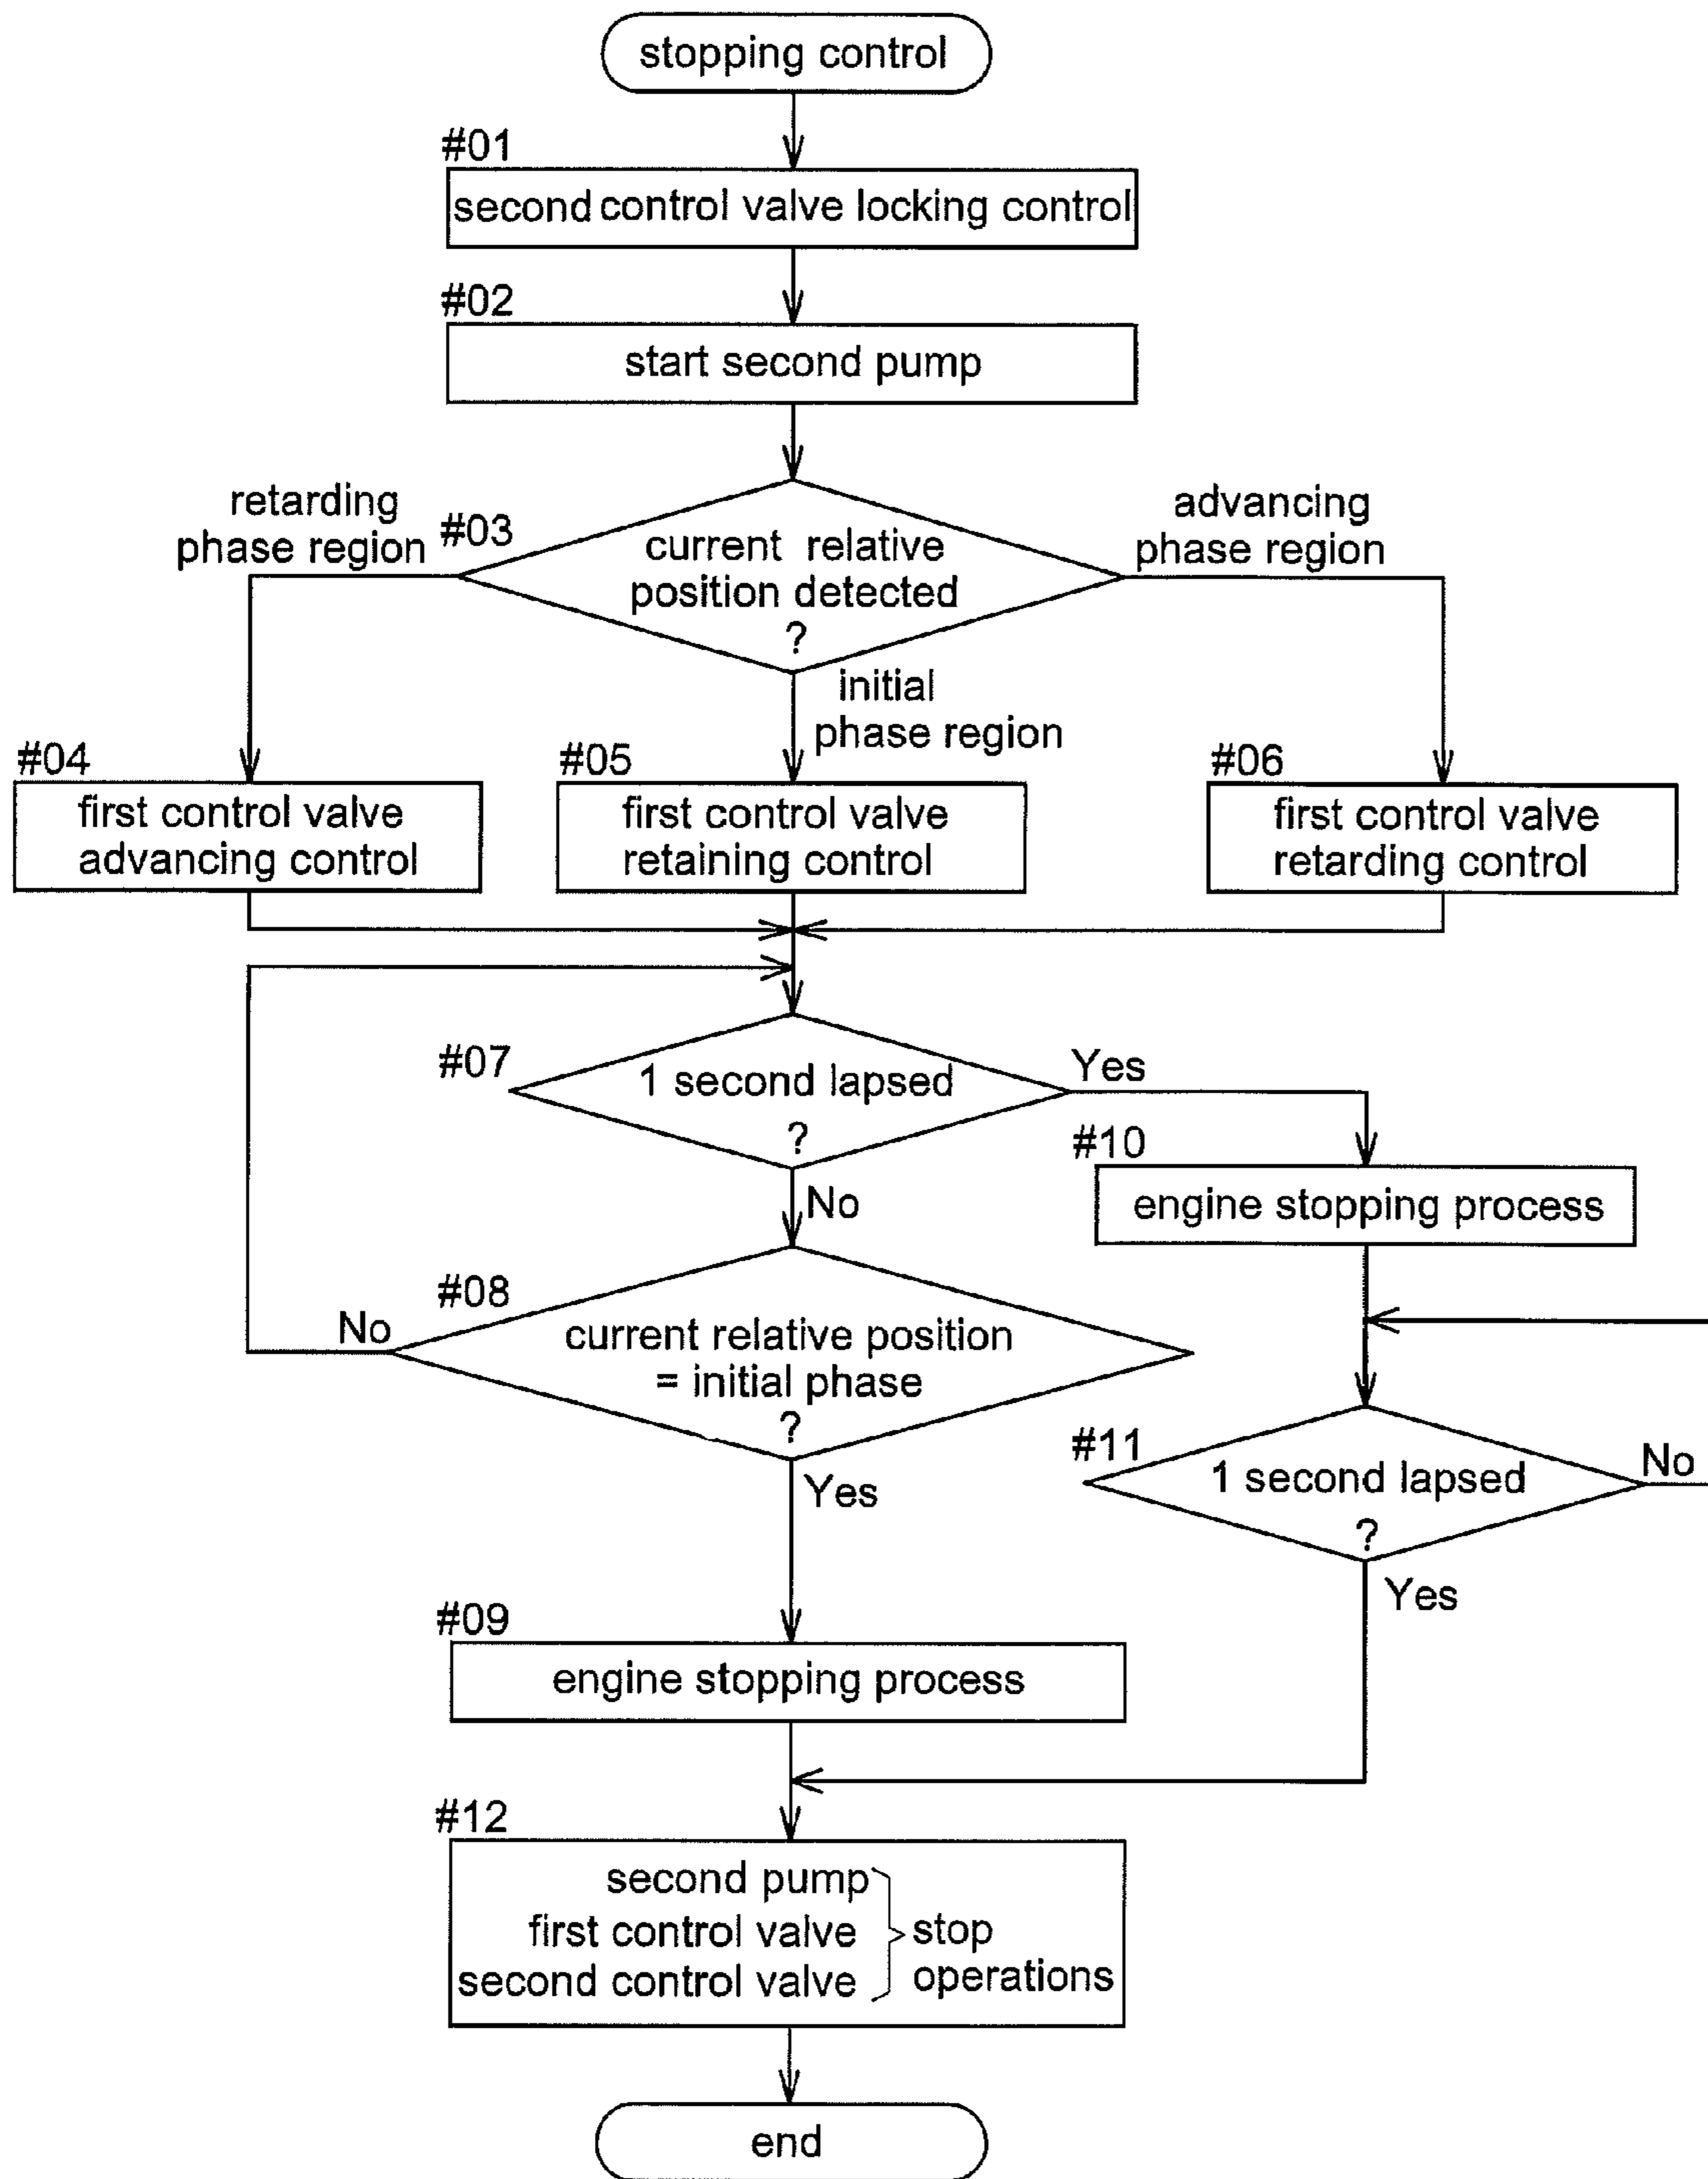 stopping control
#01
second control valve locking control
#02
start second pump
retarding
phase region
#03
current relative
position detected
?
advancing
phase region
initial
phase region
#04
first control valve
advancing control
#05
first control valve
retaining control
#06
first control valve
retarding control
#07
1 second lapsed
?
Yes
No
#10
engine stopping process
#08
current relative position
= initial phase
?
No
Yes
#11
1 second lapsed
?
No
Yes
#09
engine stopping process
#12
second pump
first control valve
second control valve
stop
operations
end